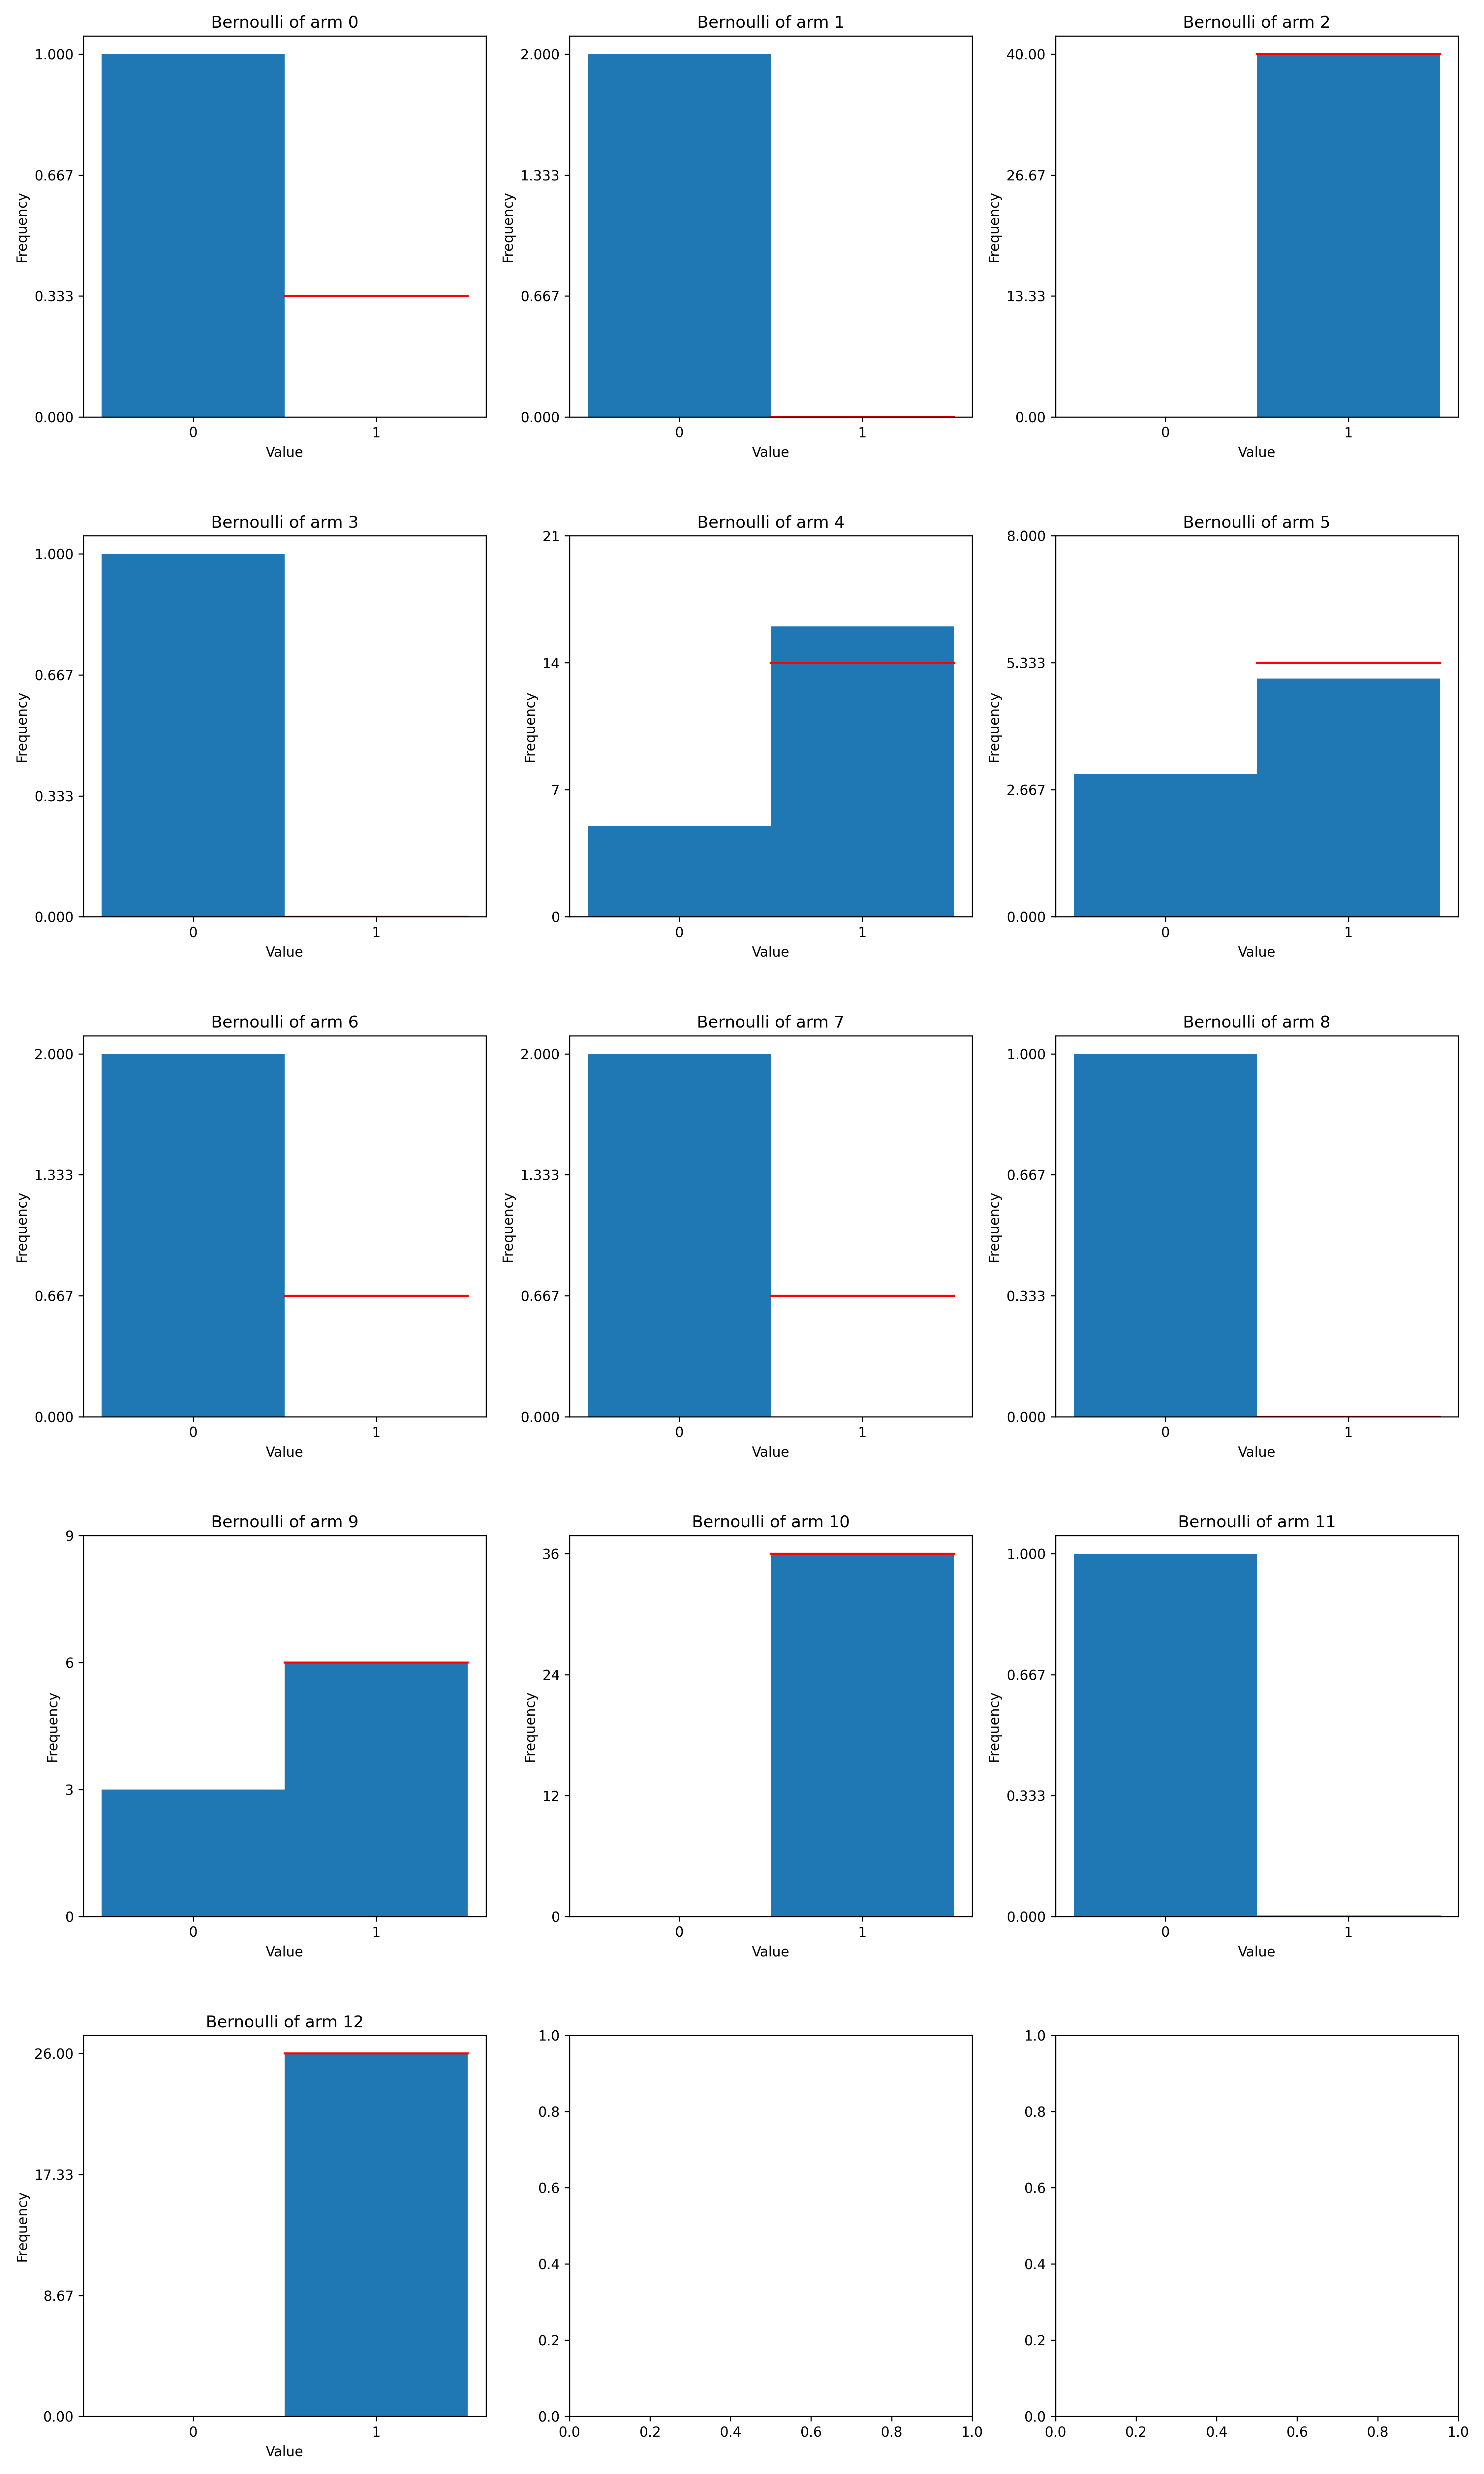 Bernoulli of arm 0
1.000
0.667
0.333
0.000
Frequency
0 1
Value
Bernoulli of arm 1
2.000
1.333
0.667
0.000
Frequency
0 1
Value
Bernoulli of arm 2
40.00
26.67
13.33
0.00
Frequency
0 1
Value
Bernoulli of arm 3
1.000
0.667
0.333
0.000
Frequency
0 1
Value
Bernoulli of arm 4
21
14
7
0
Frequency
0 1
Value
Bernoulli of arm 5
8.000
5.333
2.667
0.000
Frequency
0 1
Value
Bernoulli of arm 6
2.000
1.333
0.667
0.000
Frequency
0 1
Value
Bernoulli of arm 7
2.000
1.333
0.667
0.000
Frequency
0 1
Value
Bernoulli of arm 8
1.000
0.667
0.333
0.000
Frequency
0 1
Value
Bernoulli of arm 9
9
6
3
0
Frequency
0 1
Value
Bernoulli of arm 10
36
24
12
0
Frequency
0 1
Value
Bernoulli of arm 11
1.000
0.667
0.333
0.000
Frequency
0 1
Value
Bernoulli of arm 12
26.00
17.33
8.67
0.00
Frequency
0 1
Value
1.0
0.8
0.6
0.4
0.2
0.0
0.0 0.2 0.4 0.6 0.8 1.0
1.0
0.8
0.6
0.4
0.2
0.0
0.0 0.2 0.4 0.6 0.8 1.0